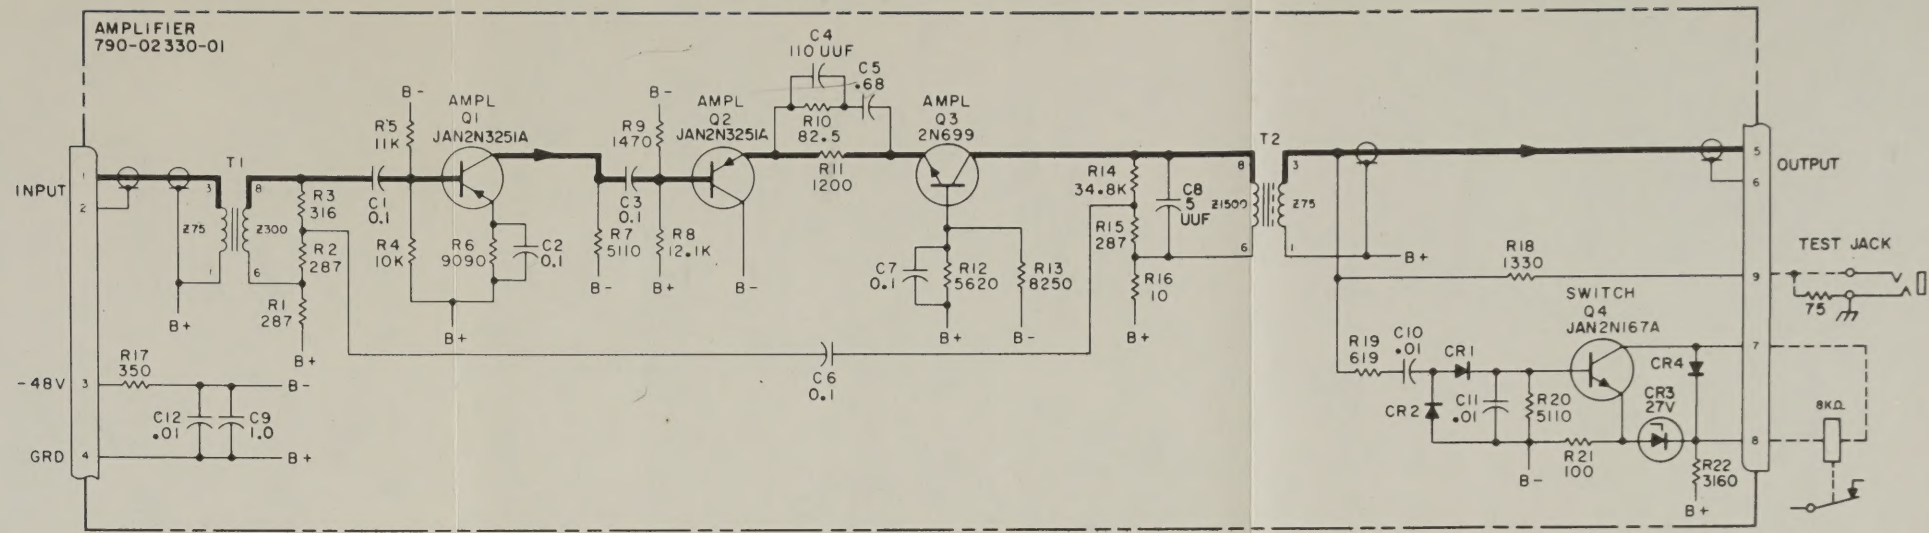 AMPLIFIER
790-02330-01
INPUT
1
2
T1
3
8
Z75
Z300
1
6
B+
R3
316
R2
287
R1
287
B+
-48V
3
R17
350
B-
C12
.01
C9
1.0
GRD
4
B+
B-
R5
11K
C1
0.1
R4
10K
AMPL
Q1
JAN2N3251A
R6
9090
C2
0.1
B+
B-
R9
1470
C3
0.1
R7
5110
B-
R8
12.1K
B+
AMPL
Q2
JAN2N3251A
B-
C4
110 UUF
C5
.68
R10
82.5
R11
1200
C6
0.1
AMPL
Q3
2N699
C7
0.1
R12
5620
B+
R13
8250
B-
R14
34.8K
R15
287
R16
10
B+
C8
5
UUF
T2
8
3
Z1500
Z75
6
1
B+
5
OUTPUT
6
R18
1330
9
TEST JACK
75
SWITCH
Q4
JAN2N167A
R19
619
C10
.01
CR1
CR2
C11
.01
R20
5110
B-
R21
100
CR3
27V
CR4
7
8
R22
3160
B+
8KΩ